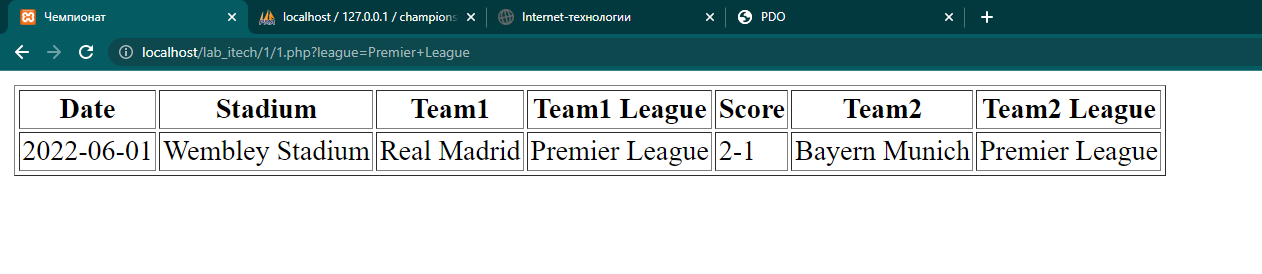 Чемпионат localhost / 127.0.0.1 / champions Internet-технологии PDO
localhost/lab_itech/1/1.php?league=Premier+League
Date Stadium Team1 Team1 League Score Team2 Team2 League
2022-06-01 Wembley Stadium Real Madrid Premier League 2-1 Bayern Munich Premier League